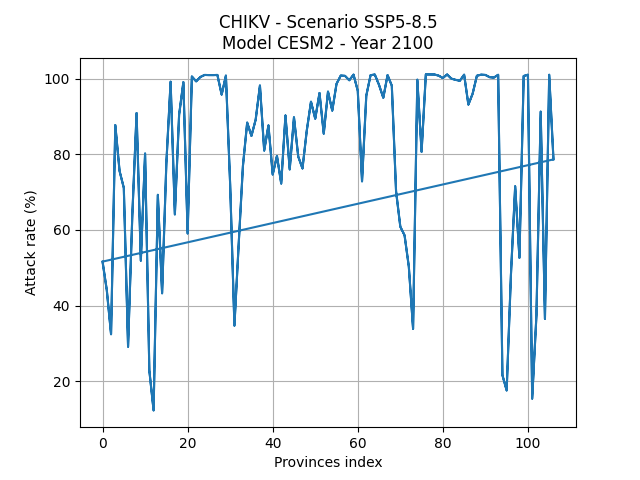 CHIKV - Scenario SSP5-8.5
Model CESM2 - Year 2100
100
80
60
40
20
Attack rate (%)
0 20 40 60 80 100
Provinces index